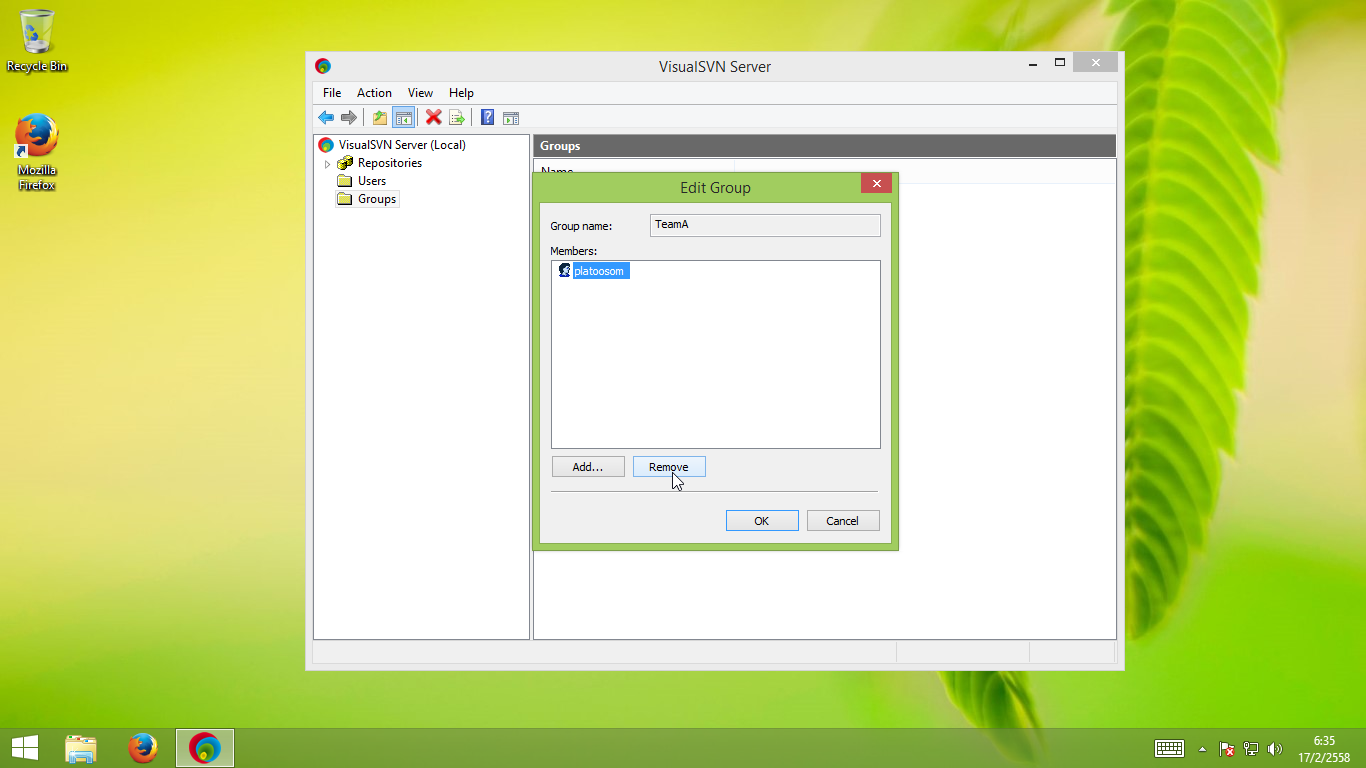 Recycle Bin
Mozilla
Firefox
VisualSVN Server
File Action View Help
VisualSVN Server (Local)
Repositories
Users
Groups
Groups
Name
Edit Group
Group name: TeamA
Members:
platoosom
Add... Remove
OK Cancel
6:35
17/2/2558